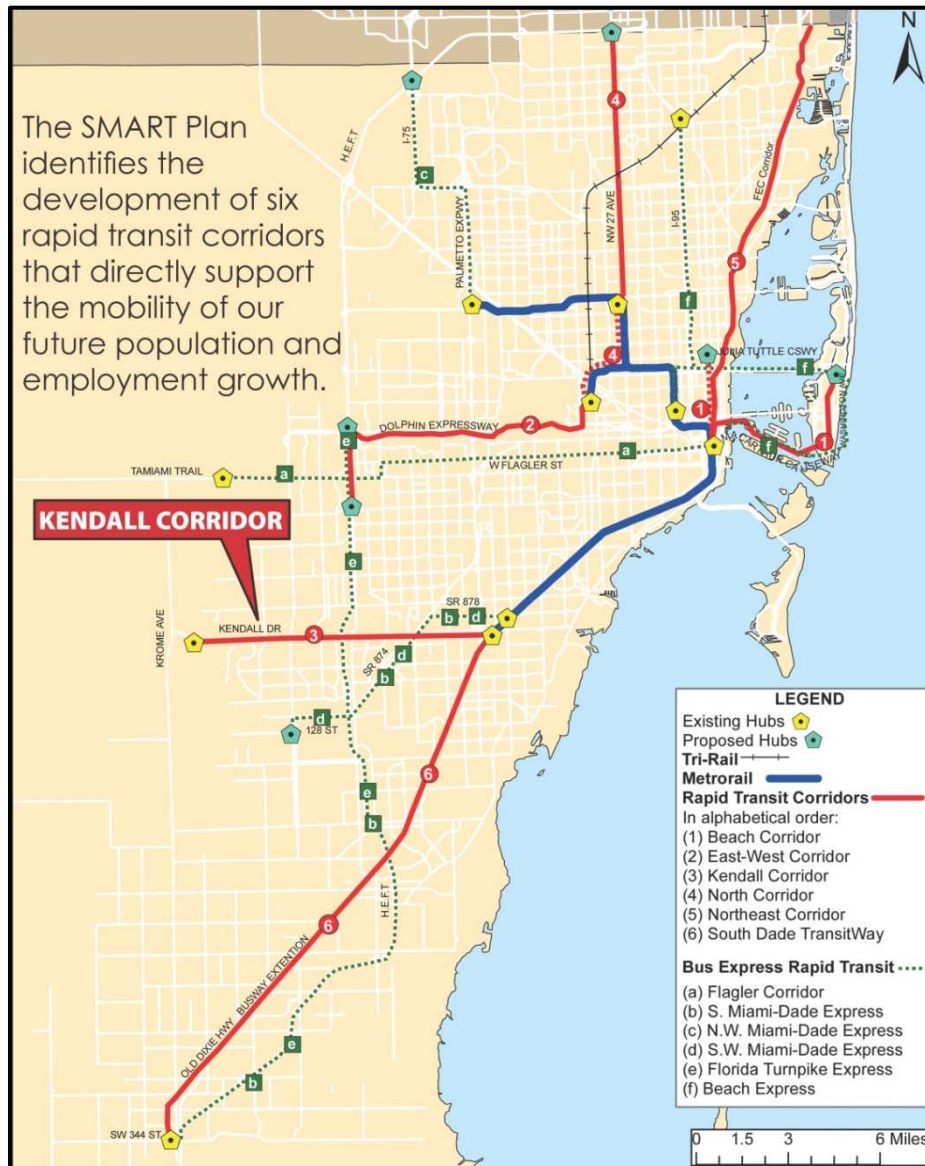 N
The SMART Plan
identifies the
development of six
rapid transit corridors
that directly support
the mobility of our
future population and
employment growth.
H.E.F.T
I-75
c
PALMETTO EXPWY
4
NW 27 AVE
I-95
f
FEC Corridor
5
4
JULIA TUTTLE CSWY
f
1
1
f
DOLPHIN EXPRESSWAY
2
e
TAMIAMI TRAIL
a
W FLAGLER ST
a
KENDALL CORRIDOR
e
KROME AVE
KENDALL DR
3
SR 878
b
d
SR 874
d
b
d
128 ST
e
b
6
H.E.F.T
6
OLD DIXIE HWY BUSWAY EXTENTION
e
b
SW 344 ST
LEGEND
Existing Hubs
Proposed Hubs
Tri-Rail
Metrorail
Rapid Transit Corridors
In alphabetical order:
(1) Beach Corridor
(2) East-West Corridor
(3) Kendall Corridor
(4) North Corridor
(5) Northeast Corridor
(6) South Dade TransitWay
Bus Express Rapid Transit
(a) Flagler Corridor
(b) S. Miami-Dade Express
(c) N.W. Miami-Dade Express
(d) S.W. Miami-Dade Express
(e) Florida Turnpike Express
(f) Beach Express
0 1.5 3 6 Miles